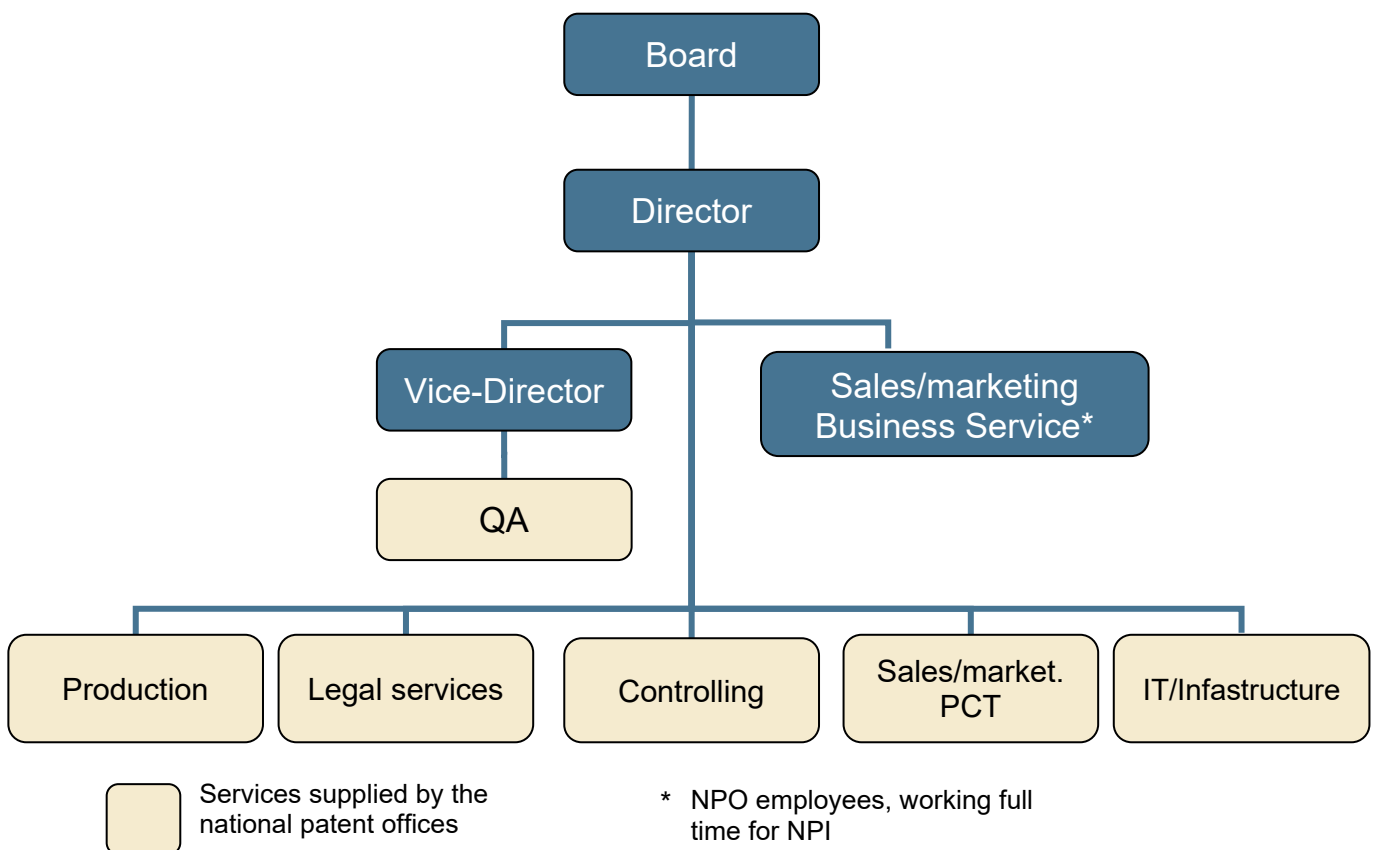 Board
Director
Vice-Director
Sales/marketing
Business Service*
QA
Production
Legal services
Controlling
Sales/market.
PCT
IT/Infastructure
Services supplied by the
national patent offices
* NPO employees, working full
time for NPI